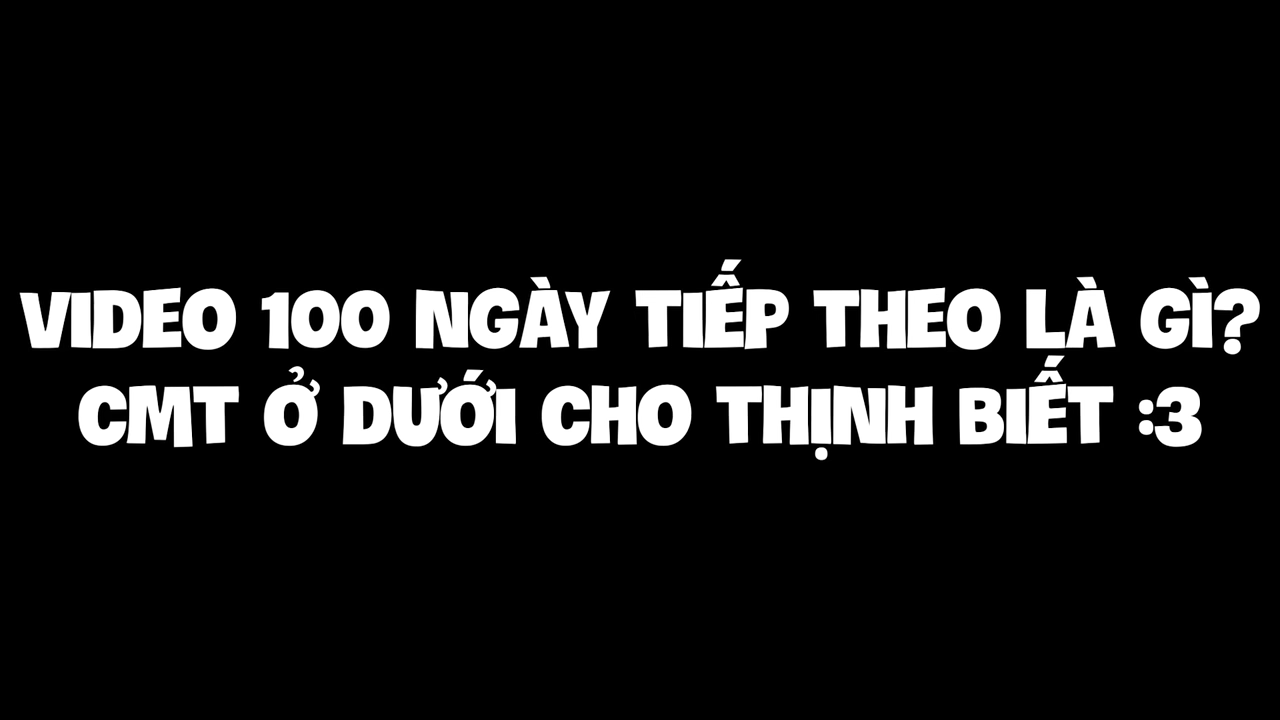 VIDEO 100 NGÀY TIẾP THEO LÀ GÌ?
CMT Ở DƯỚI CHO THỊNH BIẾT :3